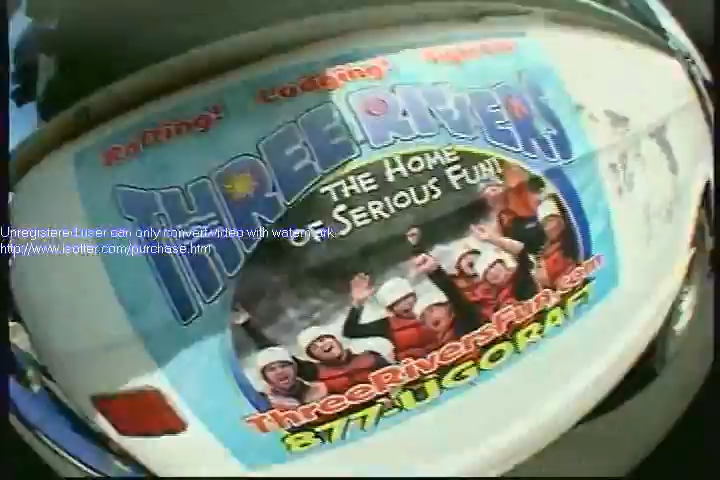 Rafting! Lodging!
THREE RIVERS
THE HOME
OF SERIOUS FUN!
Unregistered user can only convert video with watermark.
http://www.isofter.com/purchase.htm
ThreeRiversFun.com
877-UGORAFT